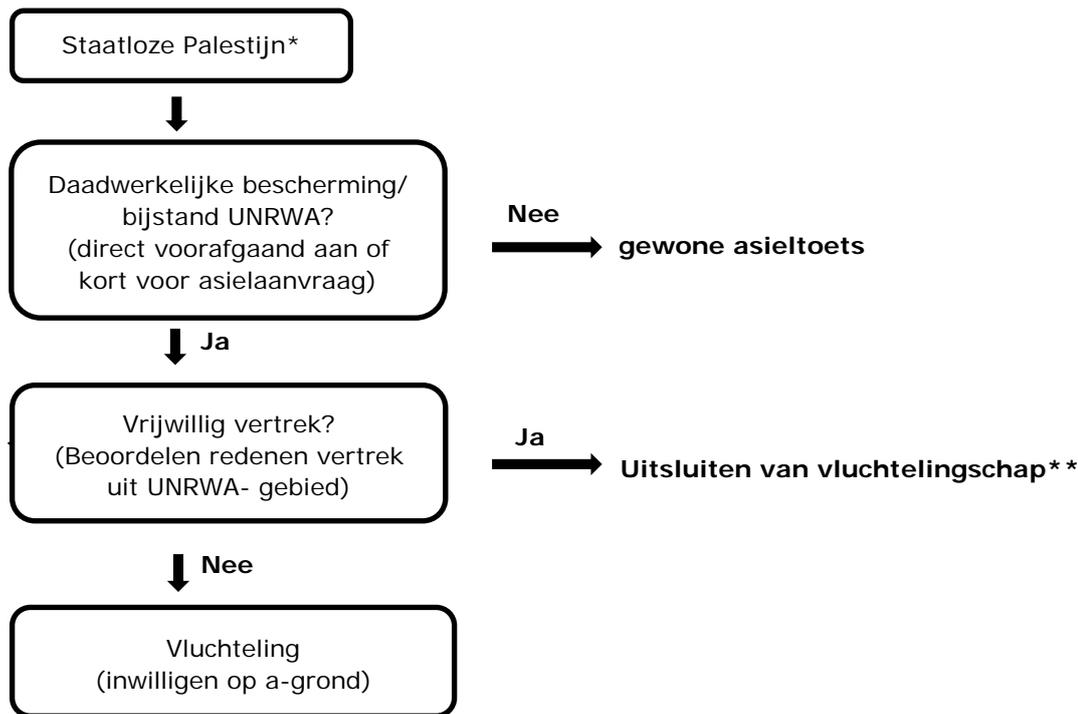 Staatloze Palestijn*
Daadwerkelijke bescherming/
bijstand UNRWA?
(direct voorafgaand aan of
kort voor asielaanvraag)
Nee
gewone asieltoets
Ja
Vrijwillig vertrek?
(Beoordelen redenen vertrek
uit UNRWA- gebied)
Ja
Uitsluiten van vluchtelingschap**
Nee
Vluchteling
(inwilligen op a-grond)